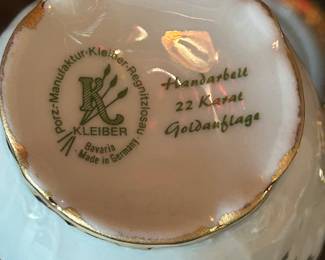 Porz-Manufaktur-Kleiber-Regnitzlosau
K
KLEIBER
Bavaria
Made in Germany
Handarbeit
22 Karat
Goldauflage